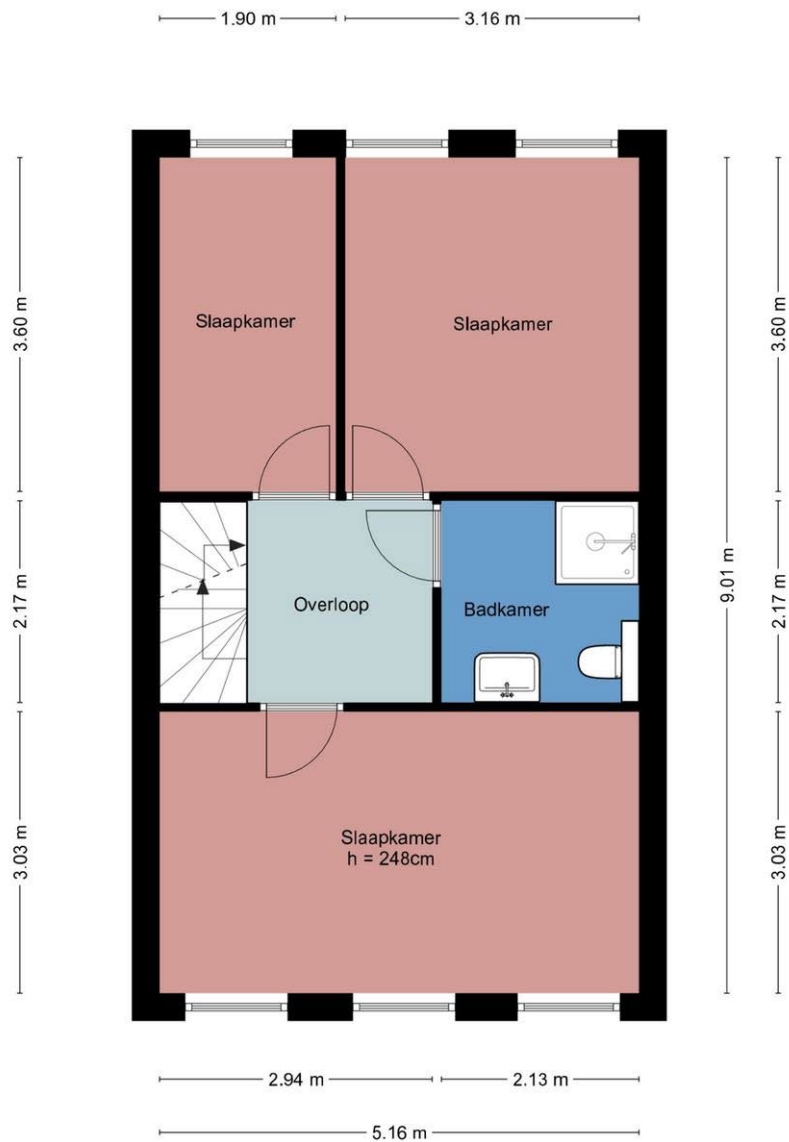 1.90 m
3.16 m
3.60 m
Slaapkamer
Slaapkamer
3.60 m
2.17 m
Overloop
Badkamer
9.01 m
2.17 m
3.03 m
Slaapkamer
h = 248cm
3.03 m
2.94 m
2.13 m
5.16 m